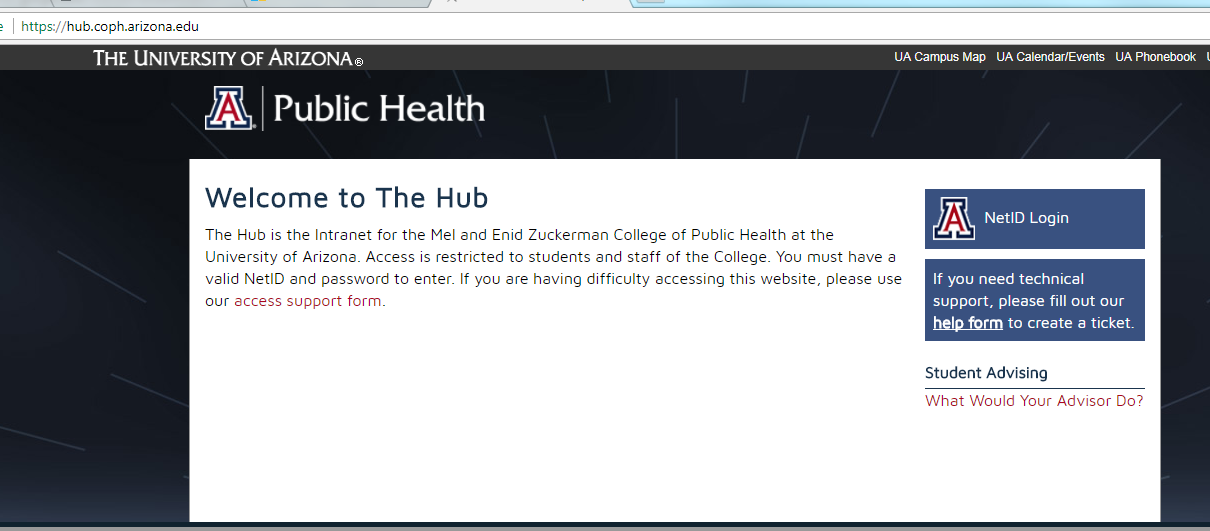 https://hub.coph.arizona.edu
THE UNIVERSITY OF ARIZONA®
UA Campus Map UA Calendar/Events UA Phonebook
A Public Health
Welcome to The Hub
The Hub is the Intranet for the Mel and Enid Zuckerman College of Public Health at the
University of Arizona. Access is restricted to students and staff of the College. You must have a
valid NetID and password to enter. If you are having difficulty accessing this website, please use
our access support form.
A NetID Login
If you need technical
support, please fill out our
help form to create a ticket.
Student Advising
What Would Your Advisor Do?